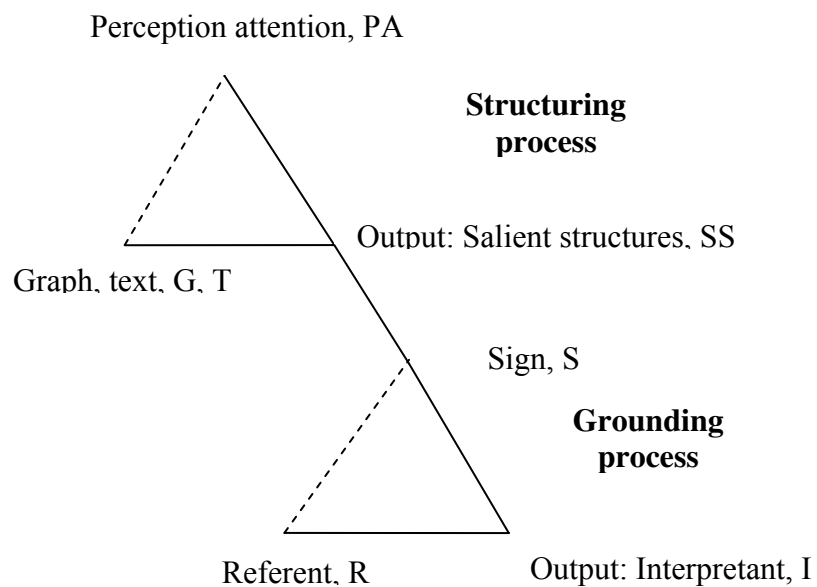 Perception attention, PA
Structuring
process
Output: Salient structures, SS
Graph, text, G, T
Sign, S
Grounding
process
Referent, R
Output: Interpretant, I